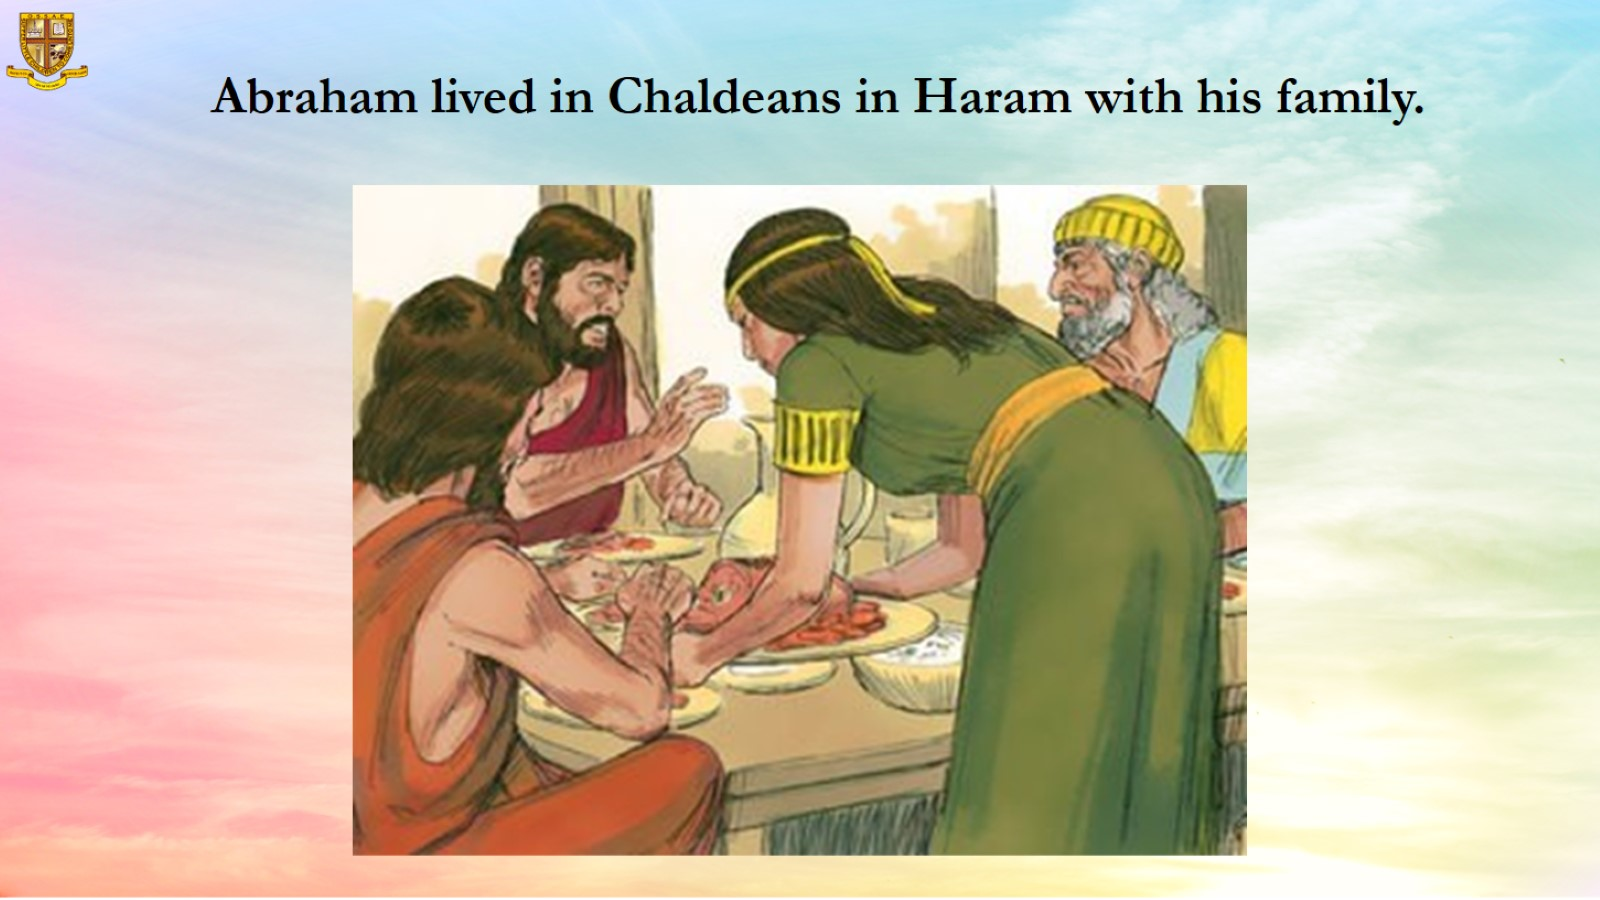 O.S.S.A.E.
Abraham lived in Chaldeans in Haram with his family.